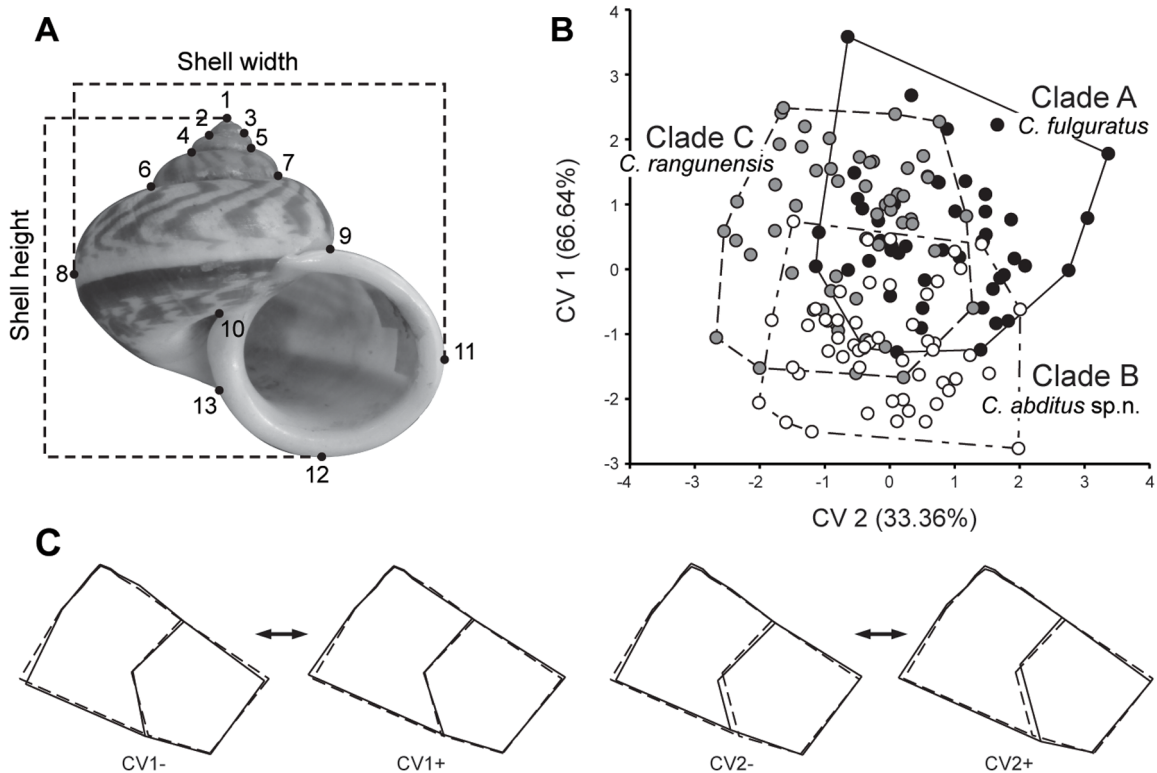 A
Shell width
Shell height
1
2
3
4
5
6
7
8
9
10
11
12
13
B
4
3
2
1
0
-1
-2
-3
CV 1 (66.64%)
Clade A
C. fulguratus
Clade C
C. rangunensis
Clade B
C. abditus sp.n.
-4 -3 -2 -1 0 1 2 3 4
CV 2 (33.36%)
C
CV1- CV1+ CV2- CV2+